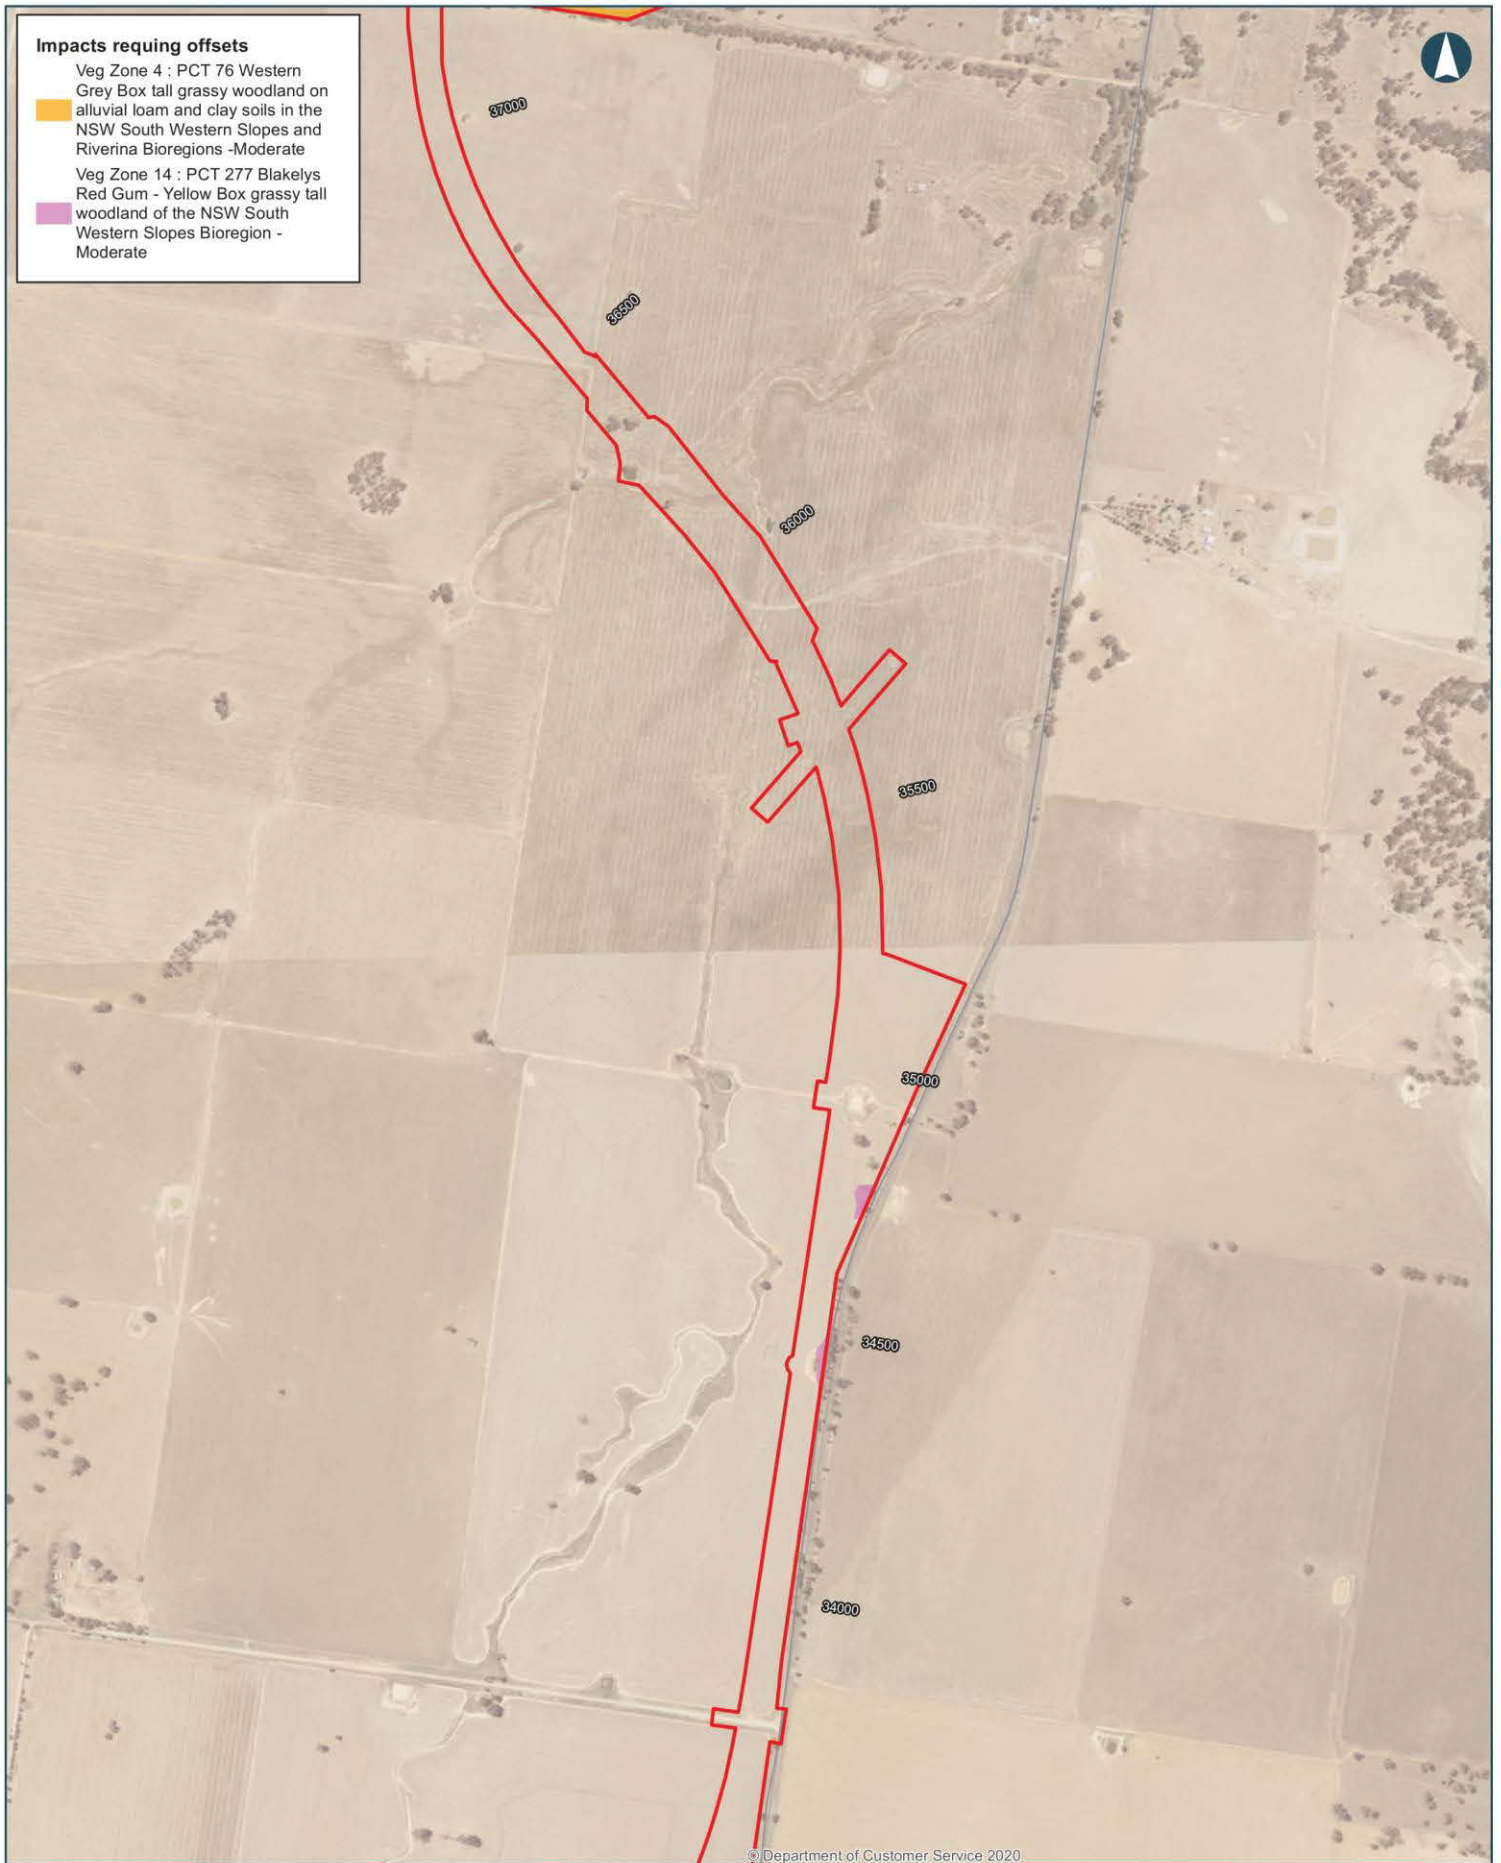 Impacts requing offsets
Veg Zone 4 : PCT 76 Western
Grey Box tall grassy woodland on
alluvial loam and clay soils in the
NSW South Western Slopes and
Riverina Bioregions -Moderate
Veg Zone 14 : PCT 277 Blakelys
Red Gum - Yellow Box grassy tall
woodland of the NSW South
Western Slopes Bioregion -
Moderate
37000
36500
36000
35500
35000
34500
34000
© Department of Customer Service 2020